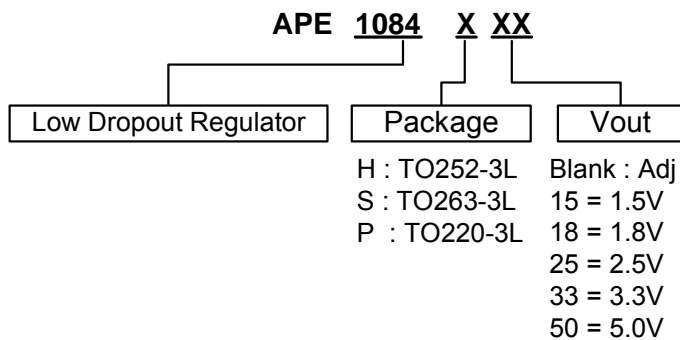 APE 1084 X XX
Low Dropout Regulator Package Vout
H : TO252-3L Blank : Adj
S : TO263-3L 15 = 1.5V
P : TO220-3L 18 = 1.8V
25 = 2.5V
33 = 3.3V
50 = 5.0V